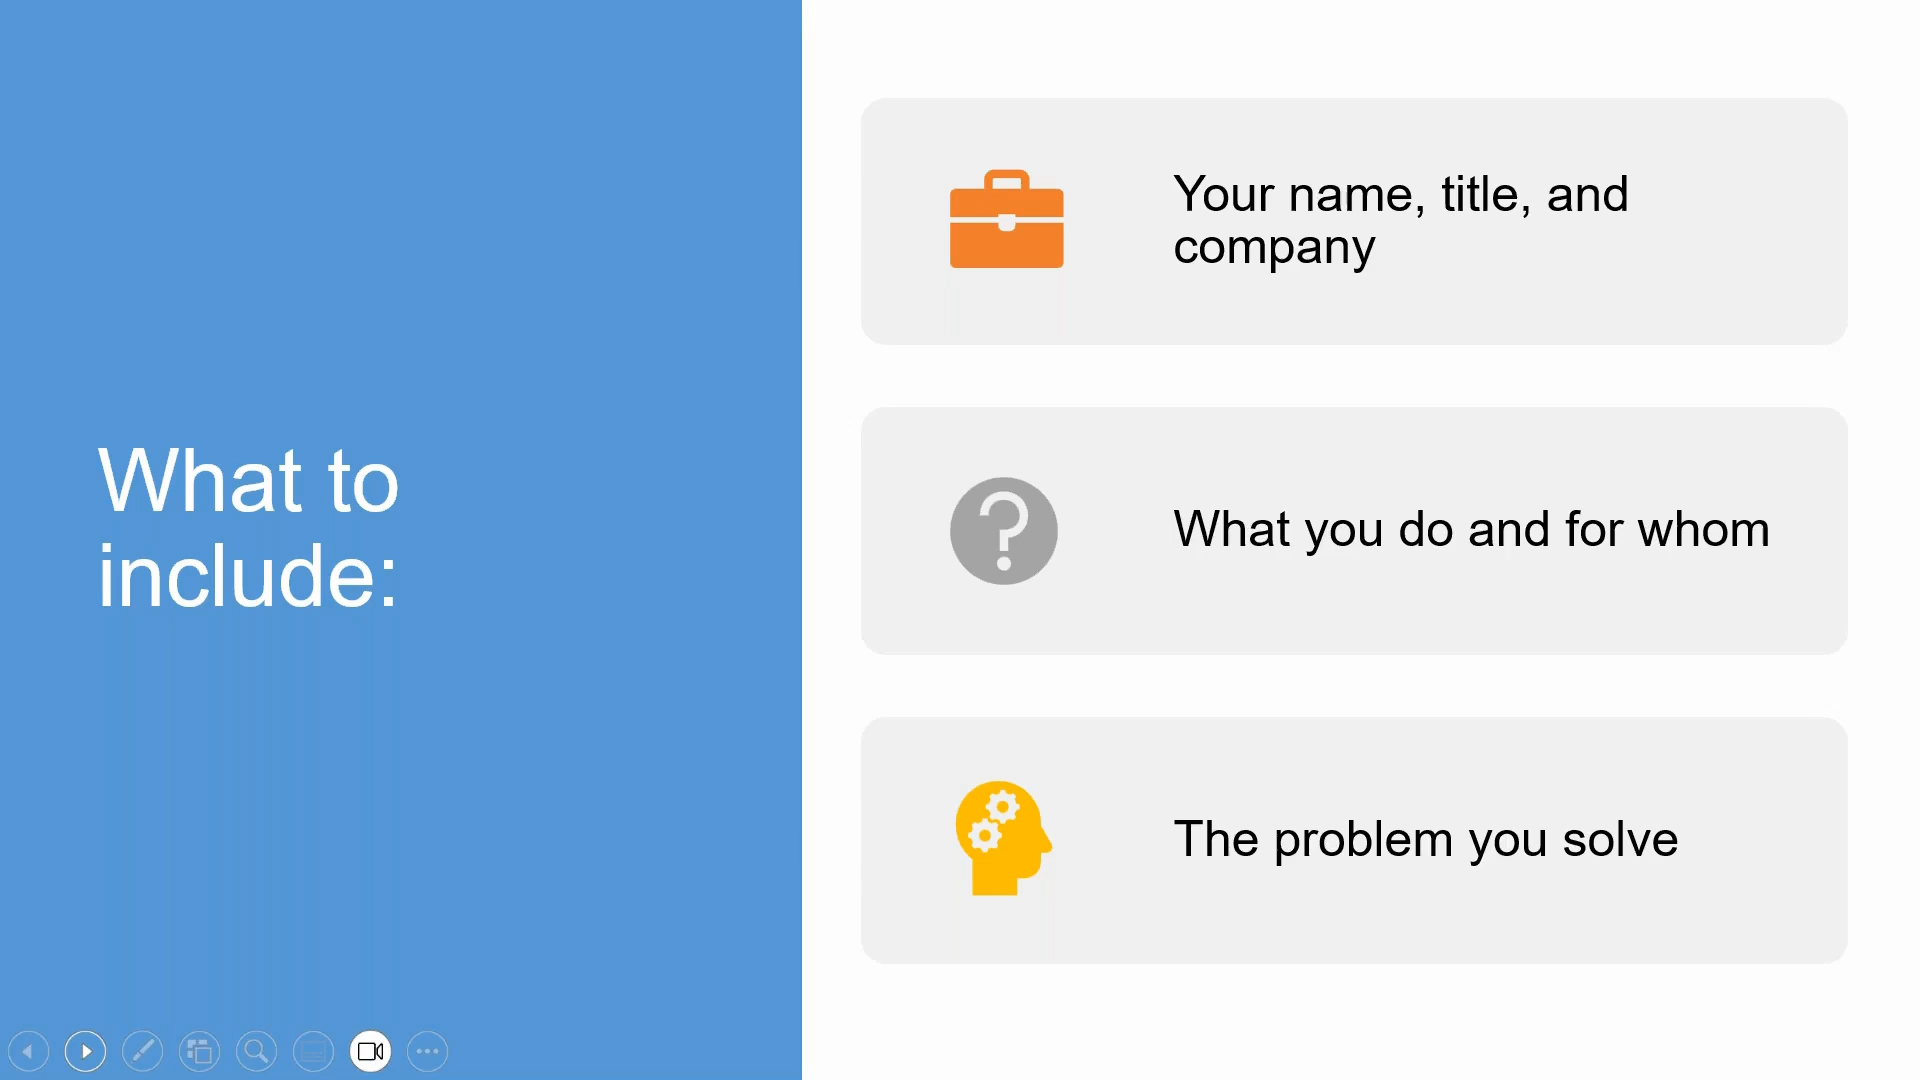 What to
include:
Your name, title, and
company
What you do and for whom
The problem you solve